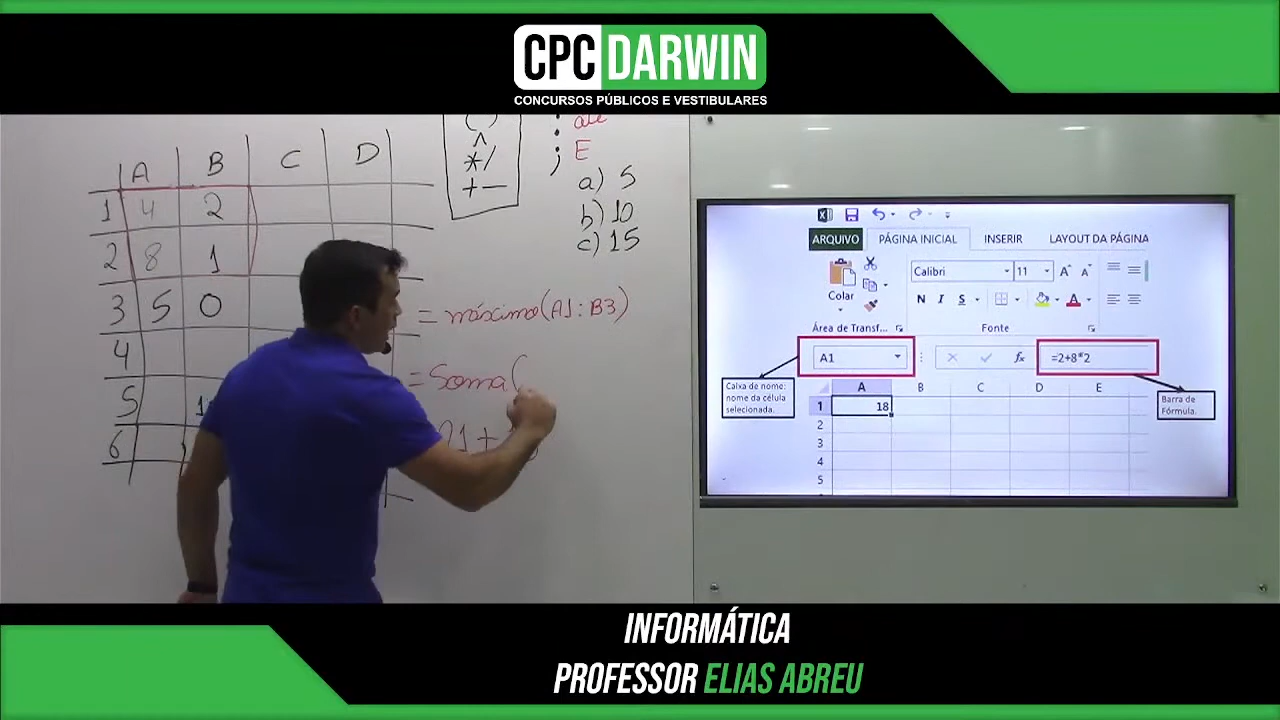 CPC DARWIN
CONCURSOS PÚBLICOS E VESTIBULARES
A B C D
1 4 2
2 8 1
3 5 0
4
5
6
( )
^
*/
+ -
: até
; E
a) 5
b) 10
c) 15
= máximo(A1:B3)
= Soma(
ARQUIVO PÁGINA INICIAL INSERIR LAYOUT DA PÁGINA
Colar
Calibri 11
N I S
Área de Transf... Fonte
A1 fx =2+8*2
Caixa de nome:
nome da célula
selecionada.
Barra de
Fórmula.
A B C D E
1 18
2
3
4
5
INFORMÁTICA
PROFESSOR ELIAS ABREU